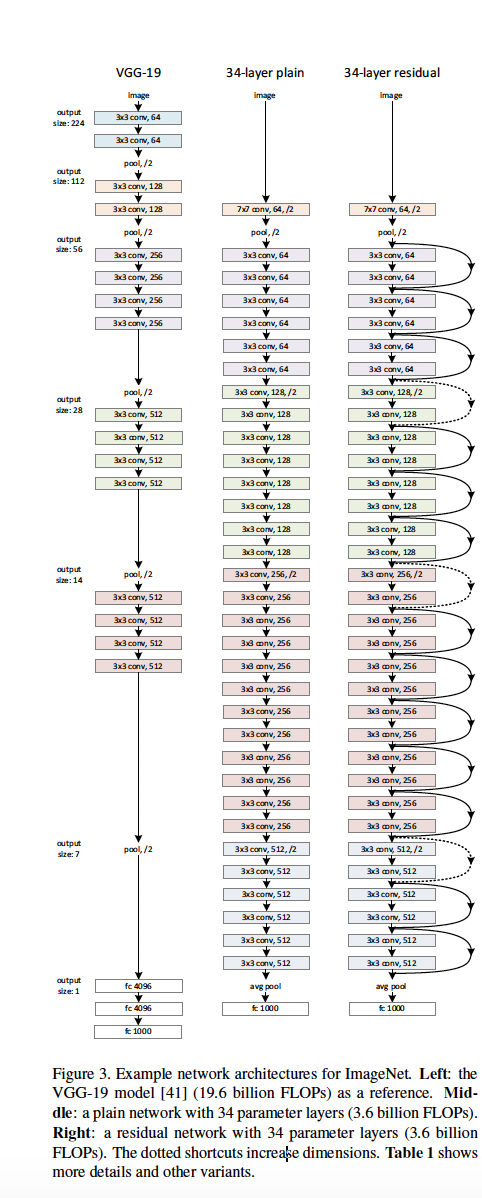 output
size: 224
output
size: 112
output
size: 56
output
size: 28
output
size: 14
output
size: 7
output
size: 1
VGG-19
image
3x3 conv, 64
3x3 conv, 64
pool, /2
3x3 conv, 128
3x3 conv, 128
pool, /2
3x3 conv, 256
3x3 conv, 256
3x3 conv, 256
3x3 conv, 256
pool, /2
3x3 conv, 512
3x3 conv, 512
3x3 conv, 512
3x3 conv, 512
pool, /2
3x3 conv, 512
3x3 conv, 512
3x3 conv, 512
3x3 conv, 512
pool, /2
fc 4096
fc 4096
fc 1000
34-layer plain
image
7x7 conv, 64, /2
pool, /2
3x3 conv, 64
3x3 conv, 64
3x3 conv, 64
3x3 conv, 64
3x3 conv, 64
3x3 conv, 64
3x3 conv, 128, /2
3x3 conv, 128
3x3 conv, 128
3x3 conv, 128
3x3 conv, 128
3x3 conv, 128
3x3 conv, 128
3x3 conv, 128
3x3 conv, 256, /2
3x3 conv, 256
3x3 conv, 256
3x3 conv, 256
3x3 conv, 256
3x3 conv, 256
3x3 conv, 256
3x3 conv, 256
3x3 conv, 256
3x3 conv, 256
3x3 conv, 256
3x3 conv, 256
3x3 conv, 512, /2
3x3 conv, 512
3x3 conv, 512
3x3 conv, 512
3x3 conv, 512
3x3 conv, 512
avg pool
fc 1000
34-layer residual
image
7x7 conv, 64, /2
pool, /2
3x3 conv, 64
3x3 conv, 64
3x3 conv, 64
3x3 conv, 64
3x3 conv, 64
3x3 conv, 64
3x3 conv, 128, /2
3x3 conv, 128
3x3 conv, 128
3x3 conv, 128
3x3 conv, 128
3x3 conv, 128
3x3 conv, 128
3x3 conv, 128
3x3 conv, 256, /2
3x3 conv, 256
3x3 conv, 256
3x3 conv, 256
3x3 conv, 256
3x3 conv, 256
3x3 conv, 256
3x3 conv, 256
3x3 conv, 256
3x3 conv, 256
3x3 conv, 256
3x3 conv, 256
3x3 conv, 512, /2
3x3 conv, 512
3x3 conv, 512
3x3 conv, 512
3x3 conv, 512
3x3 conv, 512
avg pool
fc 1000
Figure 3. Example network architectures for ImageNet. Left: the
VGG-19 model [41] (19.6 billion FLOPs) as a reference. Mid-
dle: a plain network with 34 parameter layers (3.6 billion FLOPs).
Right: a residual network with 34 parameter layers (3.6 billion
FLOPs). The dotted shortcuts increase dimensions. Table 1 shows
more details and other variants.